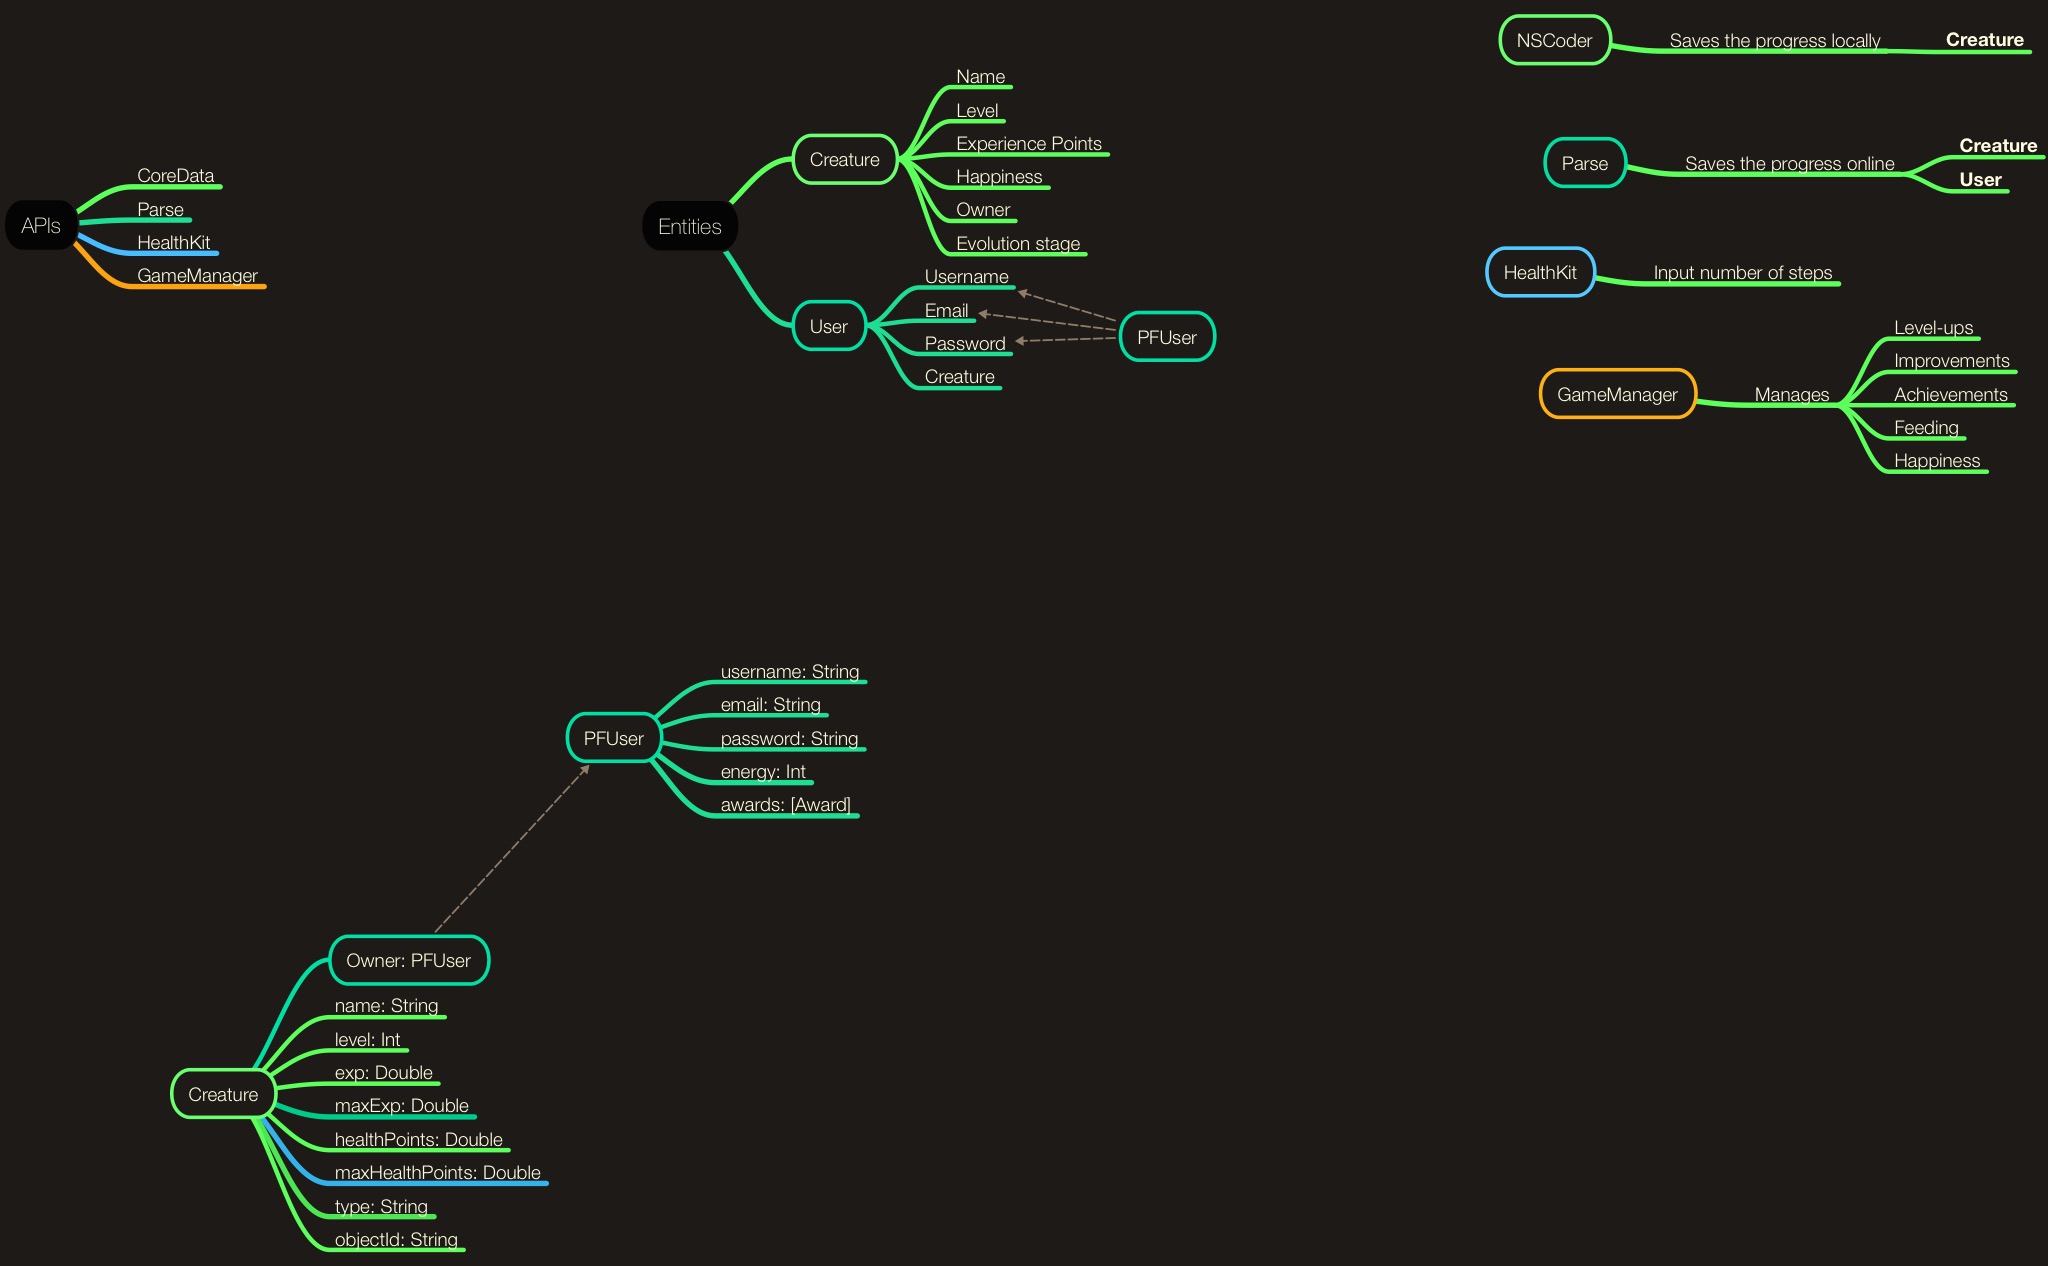 APIs
CoreData
Parse
HealthKit
GameManager
Entities
Creature
Name
Level
Experience Points
Happiness
Owner
Evolution stage
User
Username
Email
Password
Creature
PFUser
NSCoder
Saves the progress locally
Creature
Parse
Saves the progress online
Creature
User
HealthKit
Input number of steps
GameManager
Manages
Level-ups
Improvements
Achievements
Feeding
Happiness
PFUser
username: String
email: String
password: String
energy: Int
awards: [Award]
Creature
Owner: PFUser
name: String
level: Int
exp: Double
maxExp: Double
healthPoints: Double
maxHealthPoints: Double
type: String
objectId: String